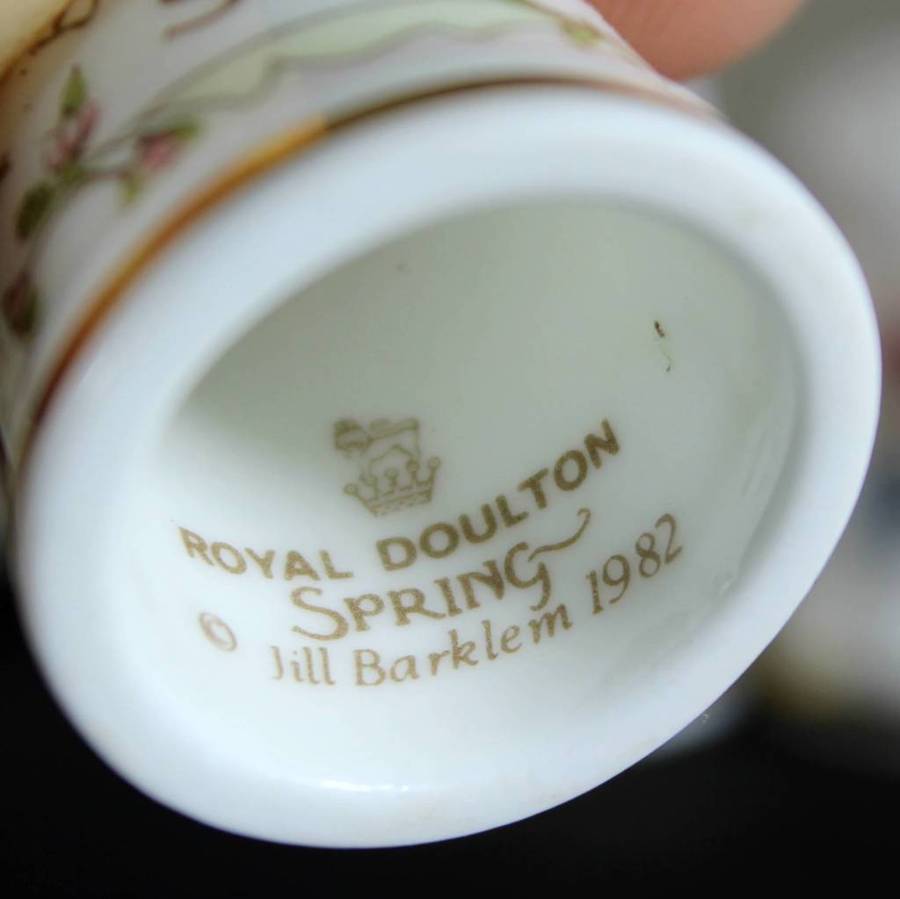 ROYAL DOULTON
SPRING
© Jill Barklem 1982